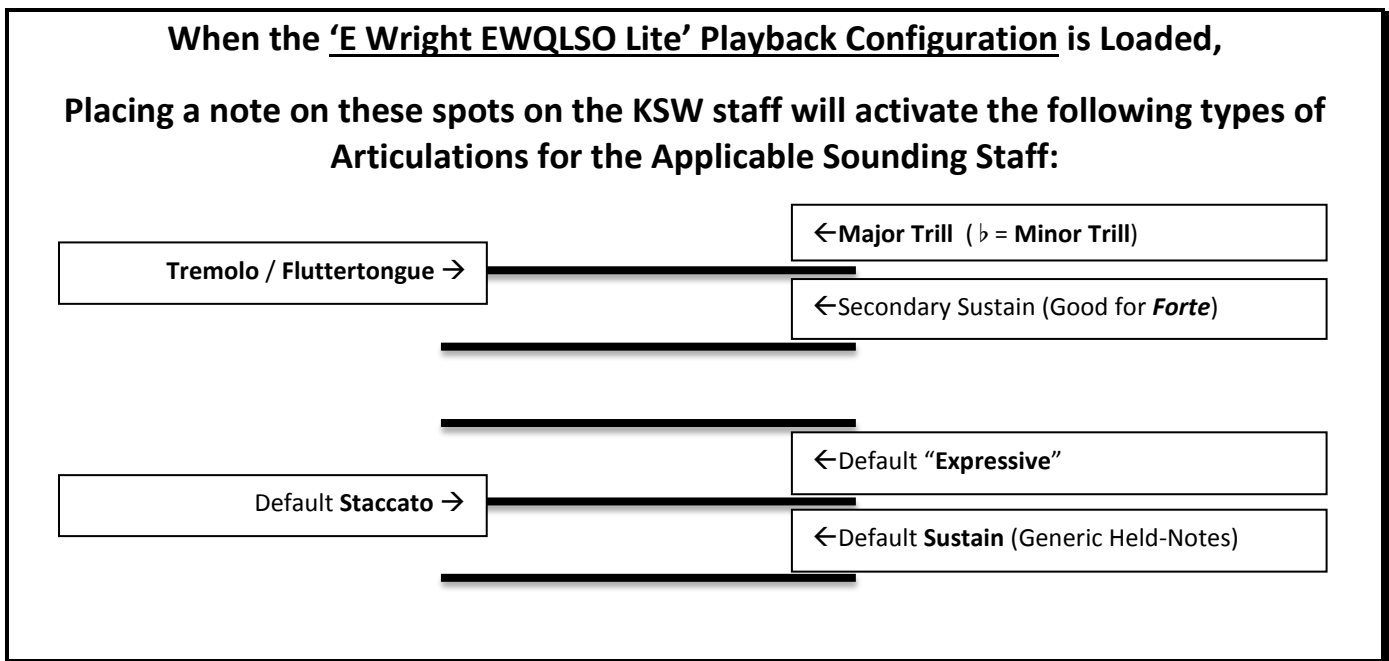 When the ‘E Wright EWQLSO Lite’ Playback Configuration is Loaded,
Placing a note on these spots on the KSW staff will activate the following types of
Articulations for the Applicable Sounding Staff:
←Major Trill (♭ = Minor Trill)
Tremolo / Fluttertongue →
←Secondary Sustain (Good for Forte)
←Default “Expressive”
Default Staccato →
←Default Sustain (Generic Held-Notes)